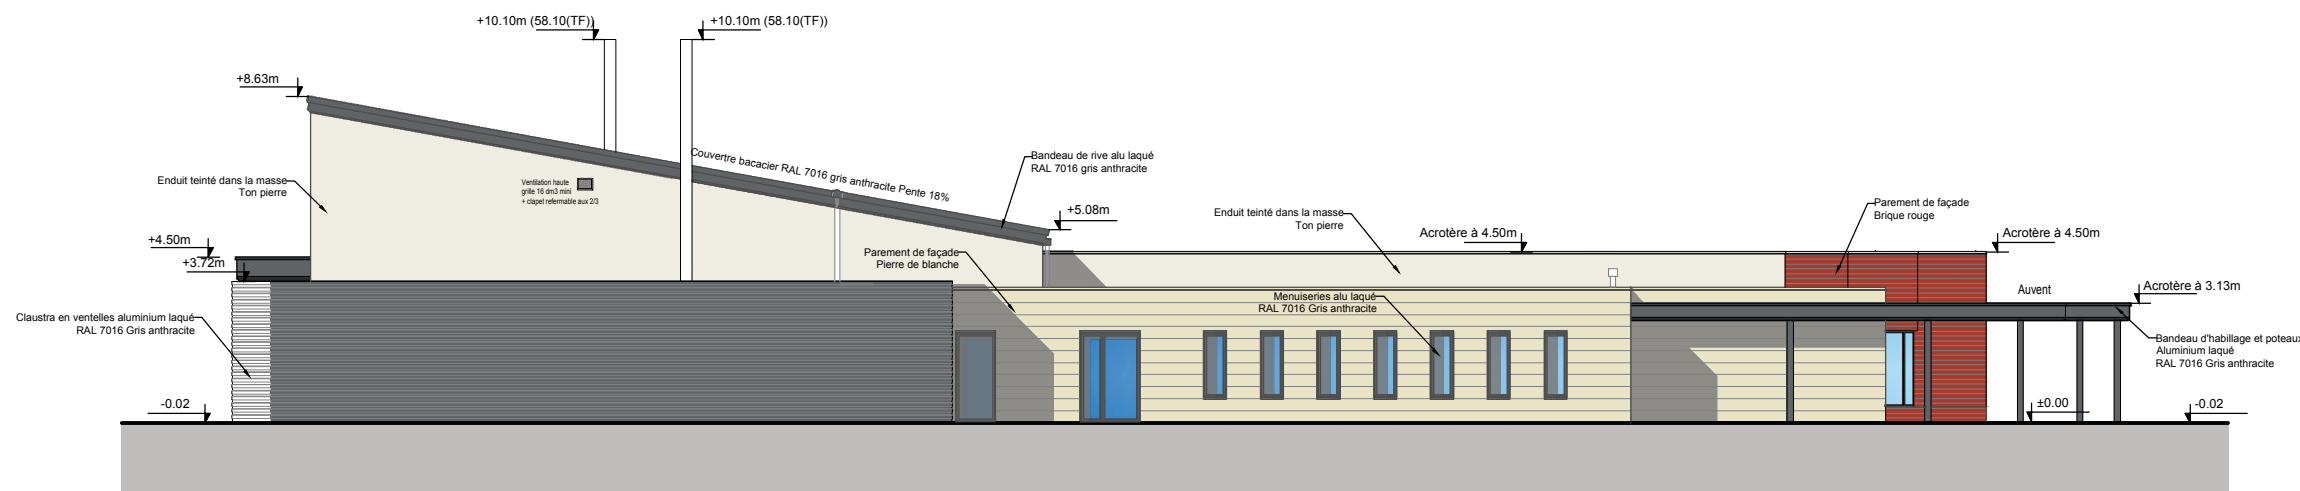 +10.10m (58.10(TF))
+10.10m (58.10(TF))
+8.63m
Couvertre bacacier RAL 7016 gris anthracite Pente 18%
Bandeau de rive alu laqué
RAL 7016 gris anthracite
Enduit teinté dans la masse
Ton pierre
Ventilation haute
grille 16 dm3 mini
+ clapet refermable aux 2/3
+5.08m
Enduit teinté dans la masse
Ton pierre
Parement de façade
Brique rouge
+4.50m
+3.72m
Parement de façade
Pierre de blanche
Acrotère à 4.50m
Acrotère à 4.50m
Menuiseries alu laqué
RAL 7016 Gris anthracite
Auvent
Acrotère à 3.13m
Claustra en ventelles aluminium laqué
RAL 7016 Gris anthracite
Bandeau d'habillage et poteaux
Aluminium laqué
RAL 7016 Gris anthracite
-0.02
±0.00
-0.02